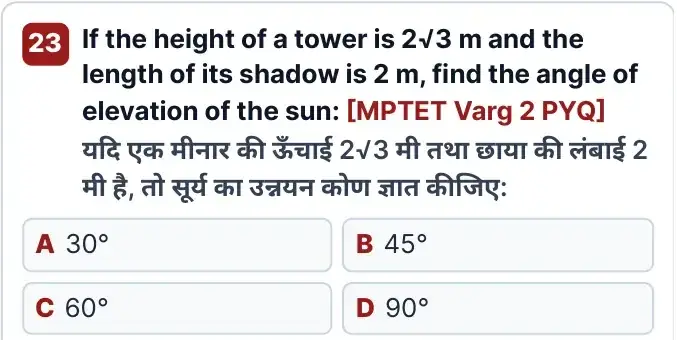 23 If the height of a tower is 2√3 m and the
length of its shadow is 2 m, find the angle of
elevation of the sun: [MPTET Varg 2 PYQ]
यदि एक मीनार की ऊँचाई 2√3 मी तथा छाया की लंबाई 2
मी है, तो सूर्य का उन्नयन कोण ज्ञात कीजिए:
A 30° B 45°
C 60° D 90°